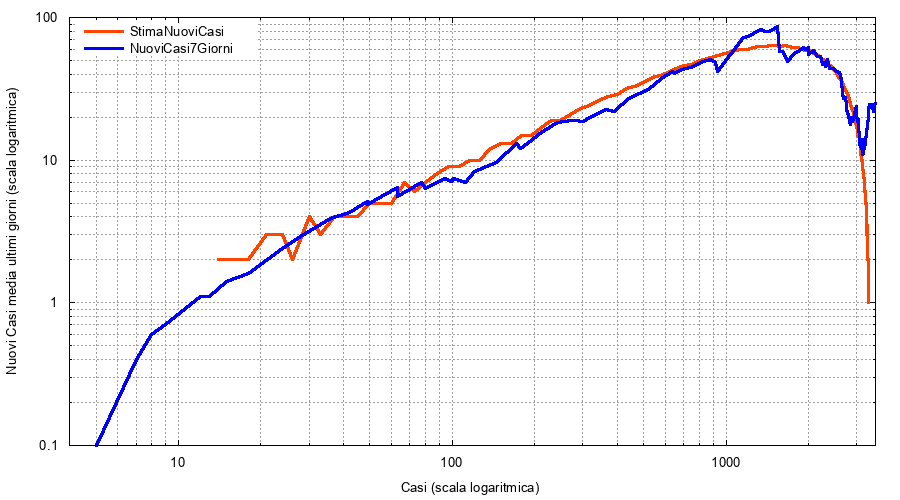 100
StimaNuoviCasi
NuoviCasi7Giorni
10
1
0.1
Nuovi Casi media ultimi giorni (scala logaritmica)
10 100 1000
Casi (scala logaritmica)